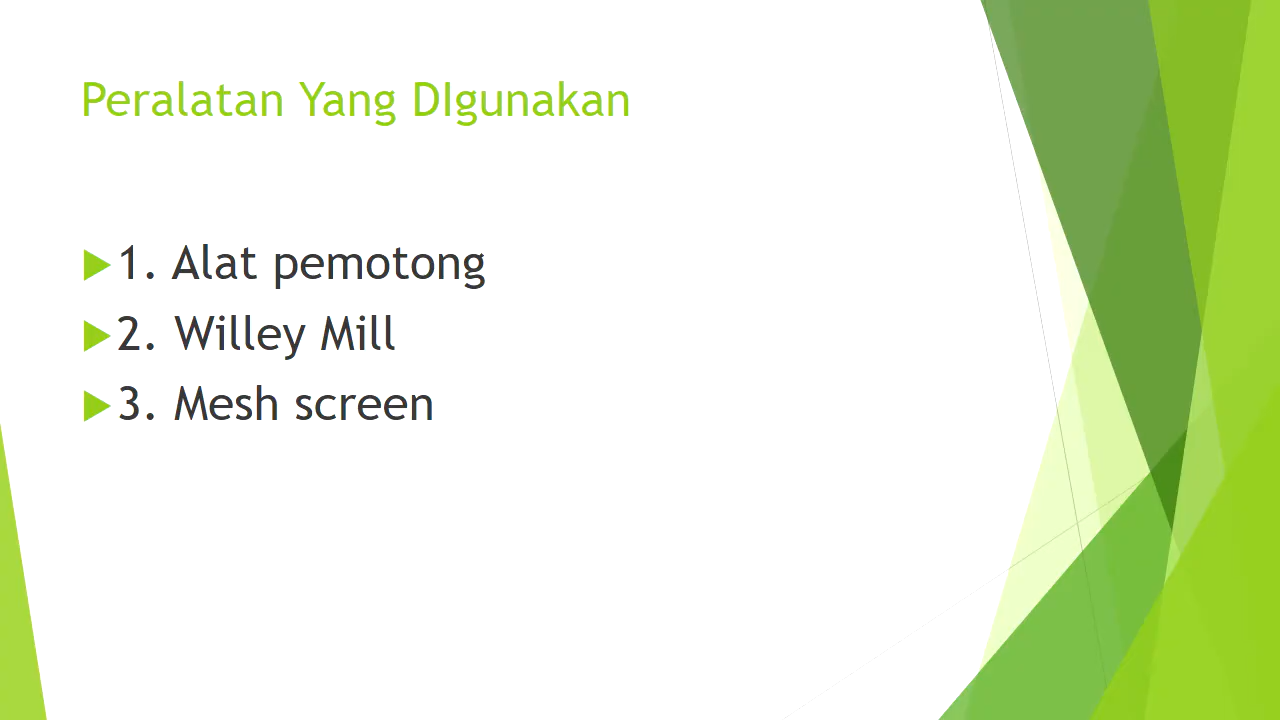 Peralatan Yang DIgunakan
1. Alat pemotong
2. Willey Mill
3. Mesh screen